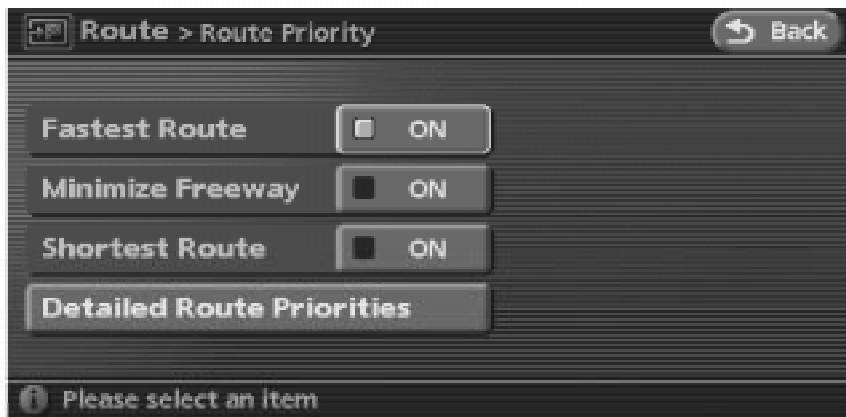 Route > Route Priority
Back
Fastest Route ON
Minimize Freeway ON
Shortest Route ON
Detailed Route Priorities
Please select an item